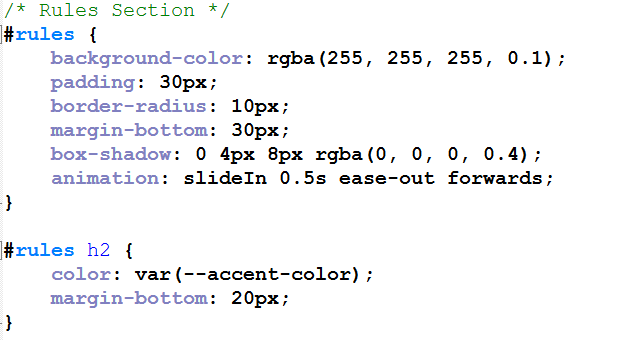 /* Rules Section */
#rules {
    background-color: rgba(255, 255, 255, 0.1);
    padding: 30px;
    border-radius: 10px;
    margin-bottom: 30px;
    box-shadow: 0 4px 8px rgba(0, 0, 0, 0.4);
    animation: slideIn 0.5s ease-out forwards;
}

#rules h2 {
    color: var(--accent-color);
    margin-bottom: 20px;
}